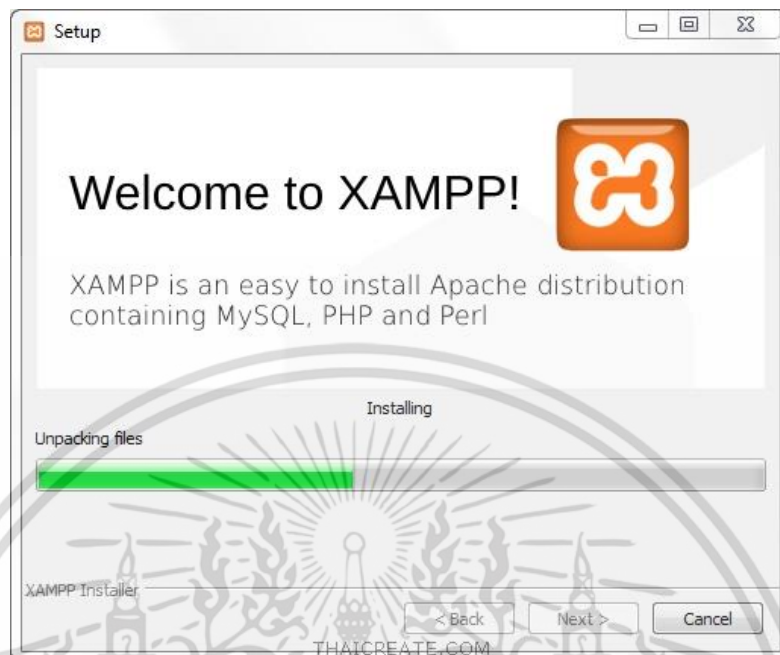 Setup
Welcome to XAMPP!
XAMPP is an easy to install Apache distribution
containing MySQL, PHP and Perl
Installing
Unpacking files
XAMPP Installer
< Back Next > Cancel
THAICREATE.COM